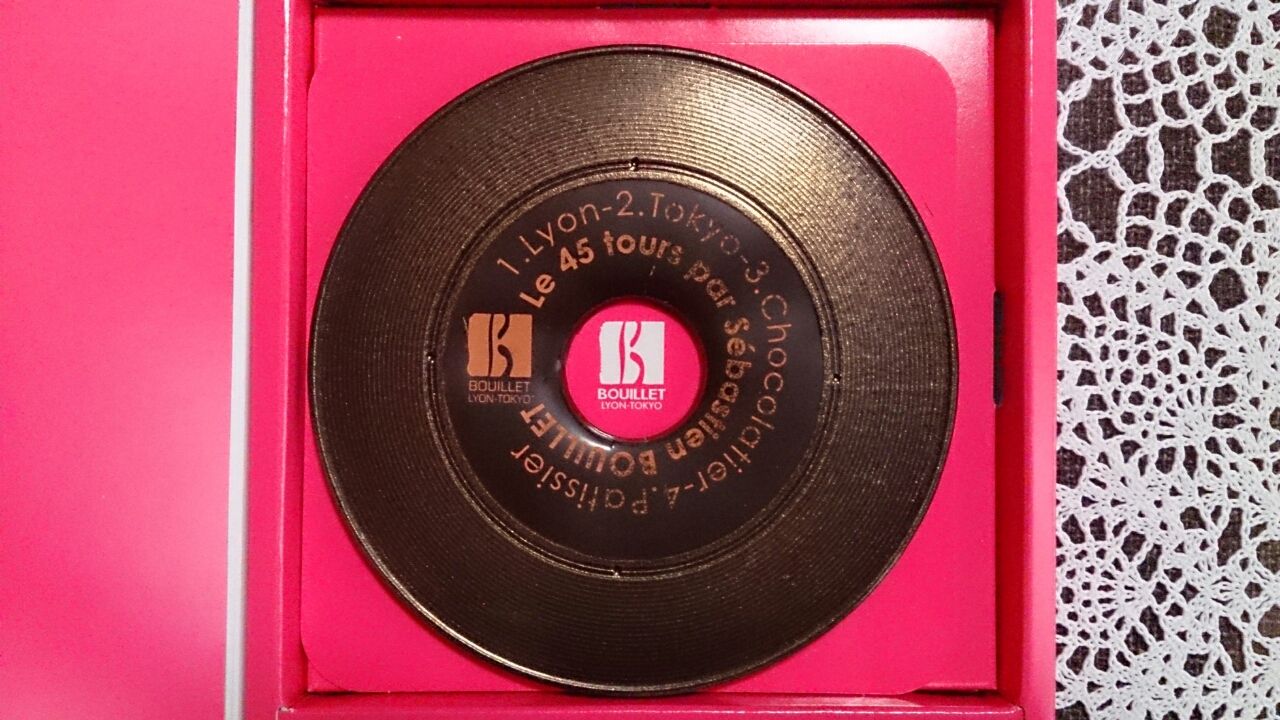 1.Lyon-2.Tokyo-3.Chocolatier-4.Patissier
Le 45 tours par Sébastien BOUILLET
BOUILLET
LYON-TOKYO
BOUILLET
LYON-TOKYO